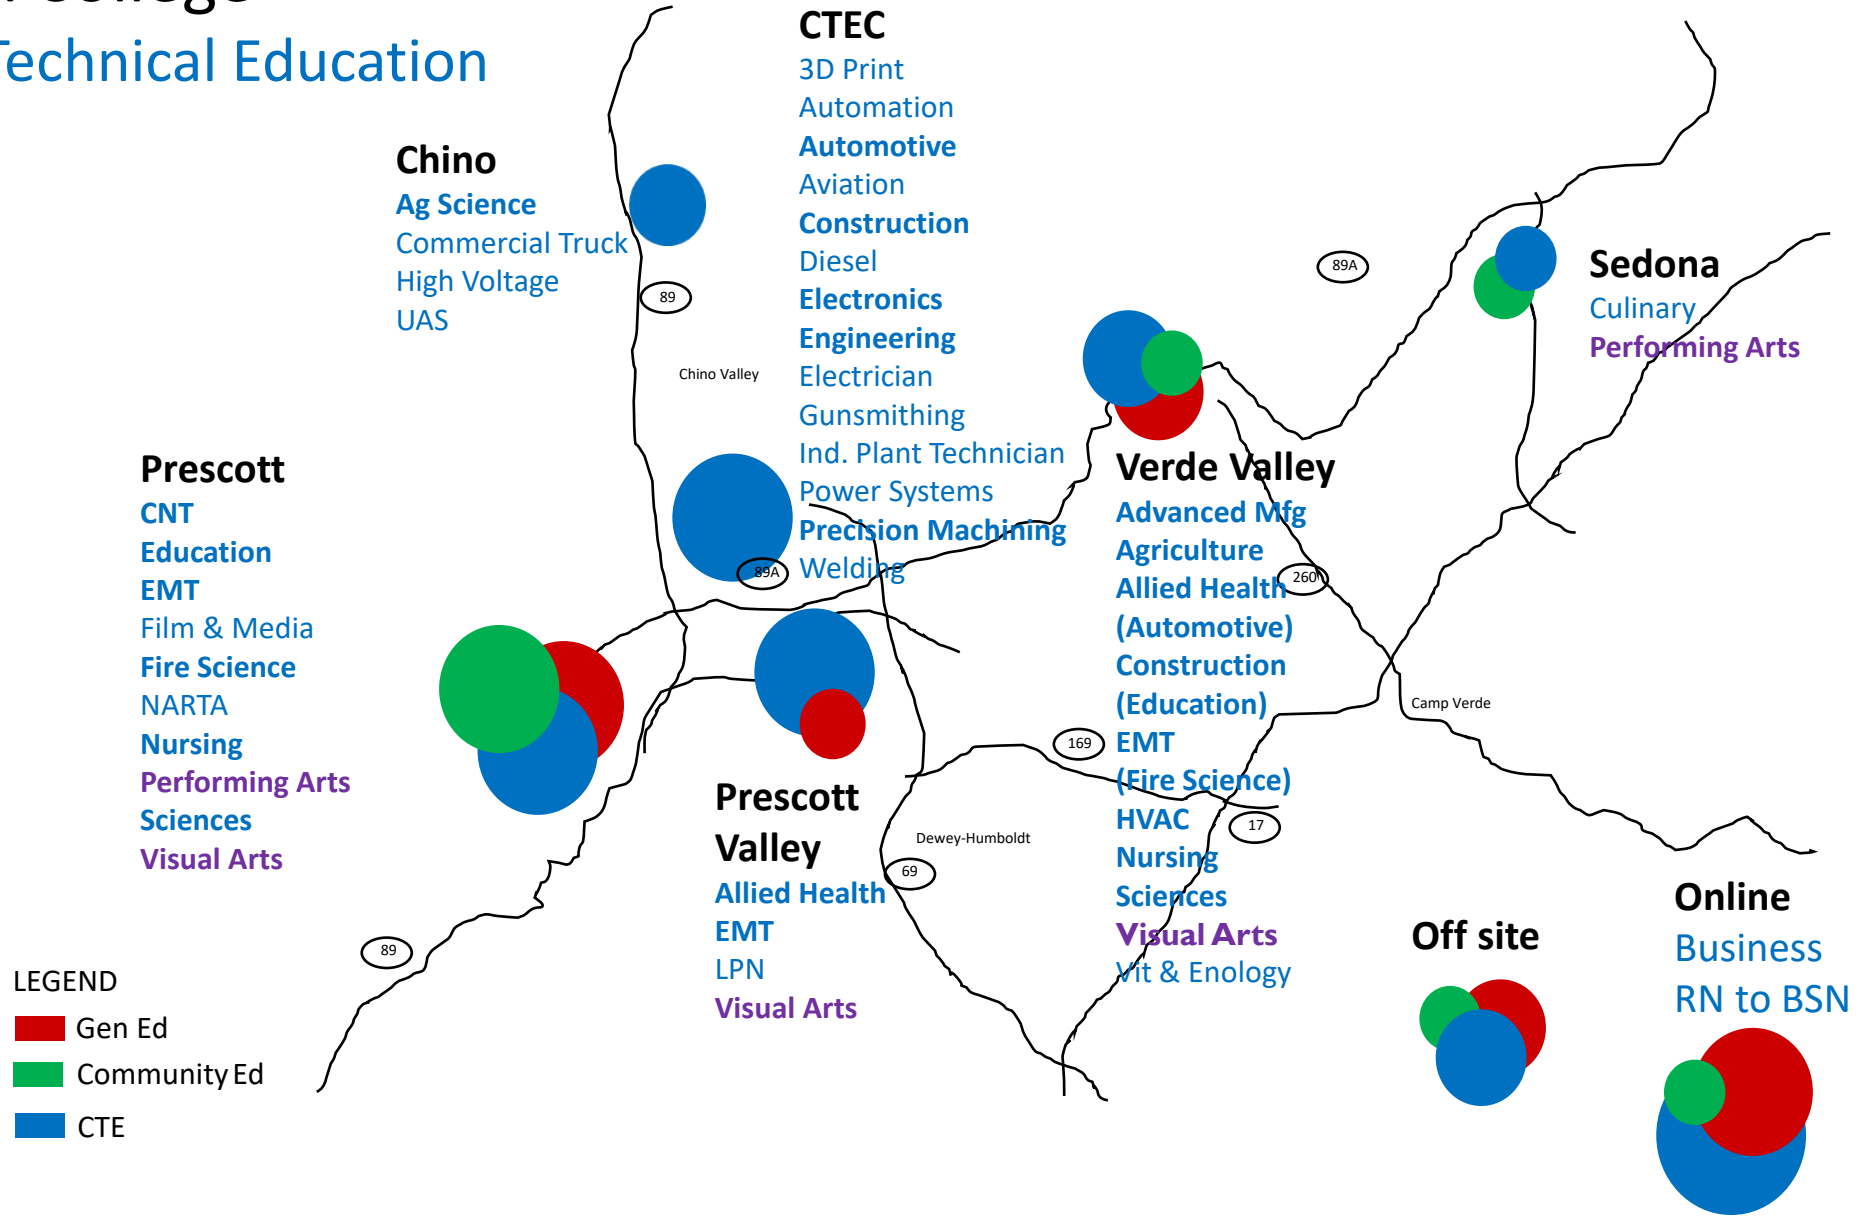 College
Technical Education
CTEC
3D Print
Automation
Automotive
Aviation
Construction
Diesel
Electronics
Engineering
Electrician
Gunsmithing
Ind. Plant Technician
Power Systems
Precision Machining
Welding
Chino
Ag Science
Commercial Truck
High Voltage
UAS
89
Chino Valley
89A
Sedona
Culinary
Performing Arts
Prescott
CNT
Education
EMT
Film & Media
Fire Science
NARTA
Nursing
Performing Arts
Sciences
Visual Arts
89A
Verde Valley
Advanced Mfg
Agriculture
Allied Health
(Automotive)
Construction
(Education)
EMT
(Fire Science)
HVAC
Nursing
Sciences
Visual Arts
Vit & Enology
260
Camp Verde
169
17
Prescott
Valley
Allied Health
EMT
LPN
Visual Arts
Dewey-Humboldt
69
89
Off site
Online
Business
RN to BSN
LEGEND
Gen Ed
Community Ed
CTE